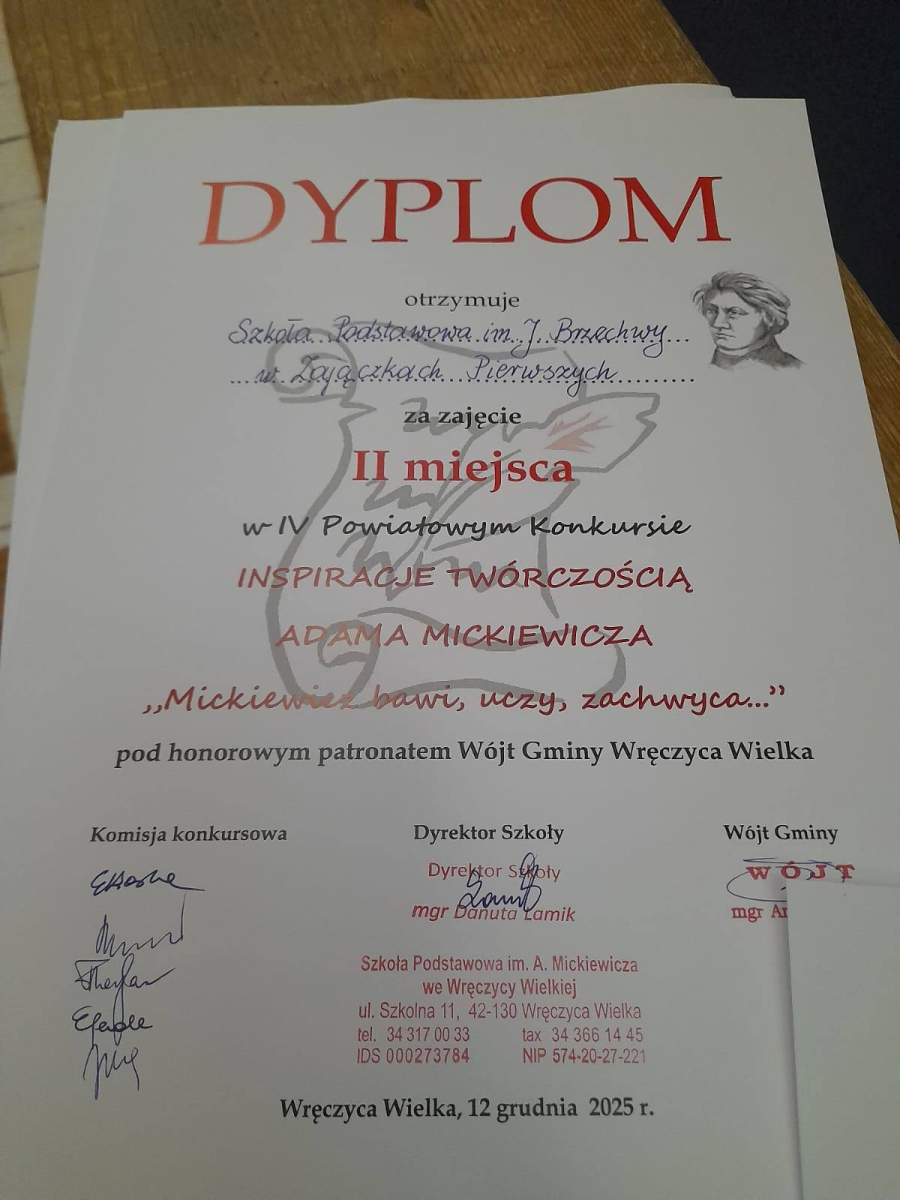 DYPLOM
otrzymuje
Szkoła Podstawowa im. J. Brzechwy
w Zajączkach Pierwszych
za zajęcie
II miejsca
w IV Powiatowym Konkursie
INSPIRACJE TWÓRCZOŚCIĄ
ADAMA MICKIEWICZA
„Mickiewicz bawi, uczy, zachwyca...”
pod honorowym patronatem Wójt Gminy Wręczyca Wielka
Komisja konkursowa
Dyrektor Szkoły
Wójt Gminy
Dyrektor Szkoły
mgr Danuta Łamik
WÓJT
mgr
Szkoła Podstawowa im. A. Mickiewicza
we Wręczycy Wielkiej
ul. Szkolna 11, 42-130 Wręczyca Wielka
tel. 34 317 00 33 fax 34 366 14 45
IDS 000273784 NIP 574-20-27-221
Wręczyca Wielka, 12 grudnia 2025 r.